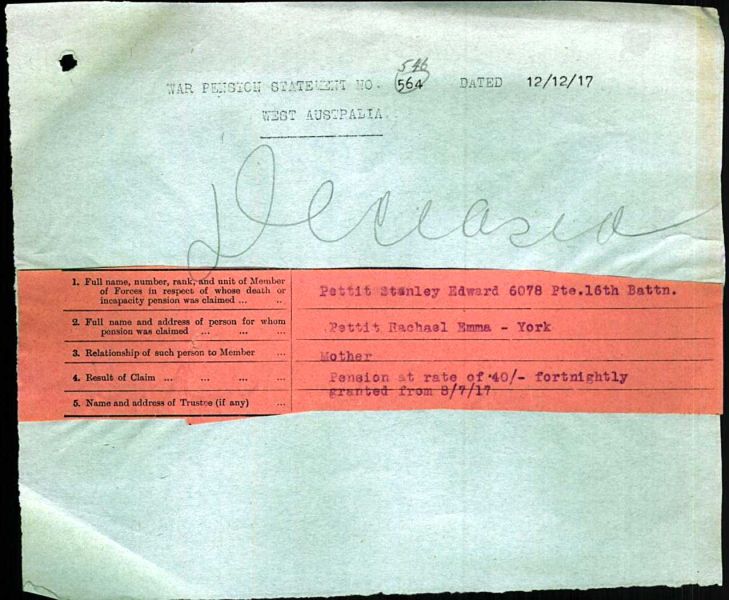 546
WAR PENSION STATEMENT NO. 564 DATED 12/12/17
WEST AUSTRALIA.
Deceased
1. Full name, number, rank, and unit of Member
of Forces in respect of whose death or
incapacity pension was claimed ... ..
Pettit Stanley Edward 6078 Pte.16th Battn.
2. Full name and address of person for whom
pension was claimed ... ... ...
Pettit Rachael Emma - York
3. Relationship of such person to Member ...
Mother
4. Result of Claim ... ... ... ...
Pension at rate of 40/- fortnightly
granted from 8/7/17
5. Name and address of Trustee (if any) ...